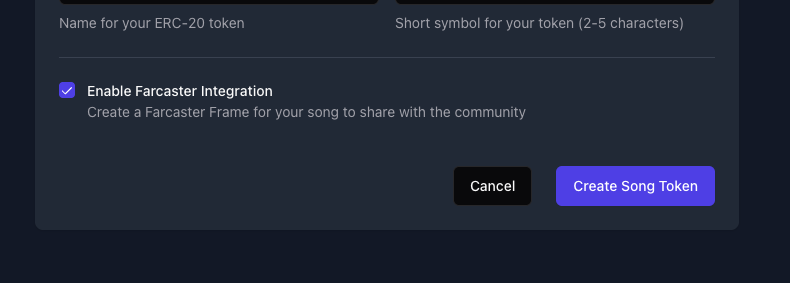 Name for your ERC-20 token
Short symbol for your token (2-5 characters)
Enable Farcaster Integration
Create a Farcaster Frame for your song to share with the community
Cancel
Create Song Token